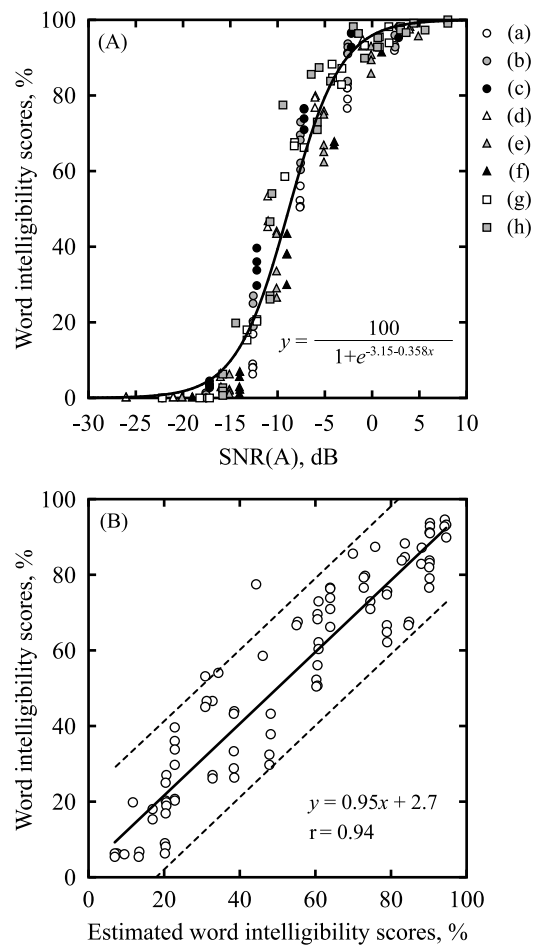 (A)
100
80
60
40
20
0
Word intelligibility scores, %
-30 -25 -20 -15 -10 -5 0 5 10
SNR(A), dB
y = 100 / 1+e^-3.15-0.358x
(a)
(b)
(c)
(d)
(e)
(f)
(g)
(h)
(B)
100
80
60
40
20
0
Word intelligibility scores, %
y = 0.95x + 2.7
r = 0.94
0 20 40 60 80 100
Estimated word intelligibility scores, %